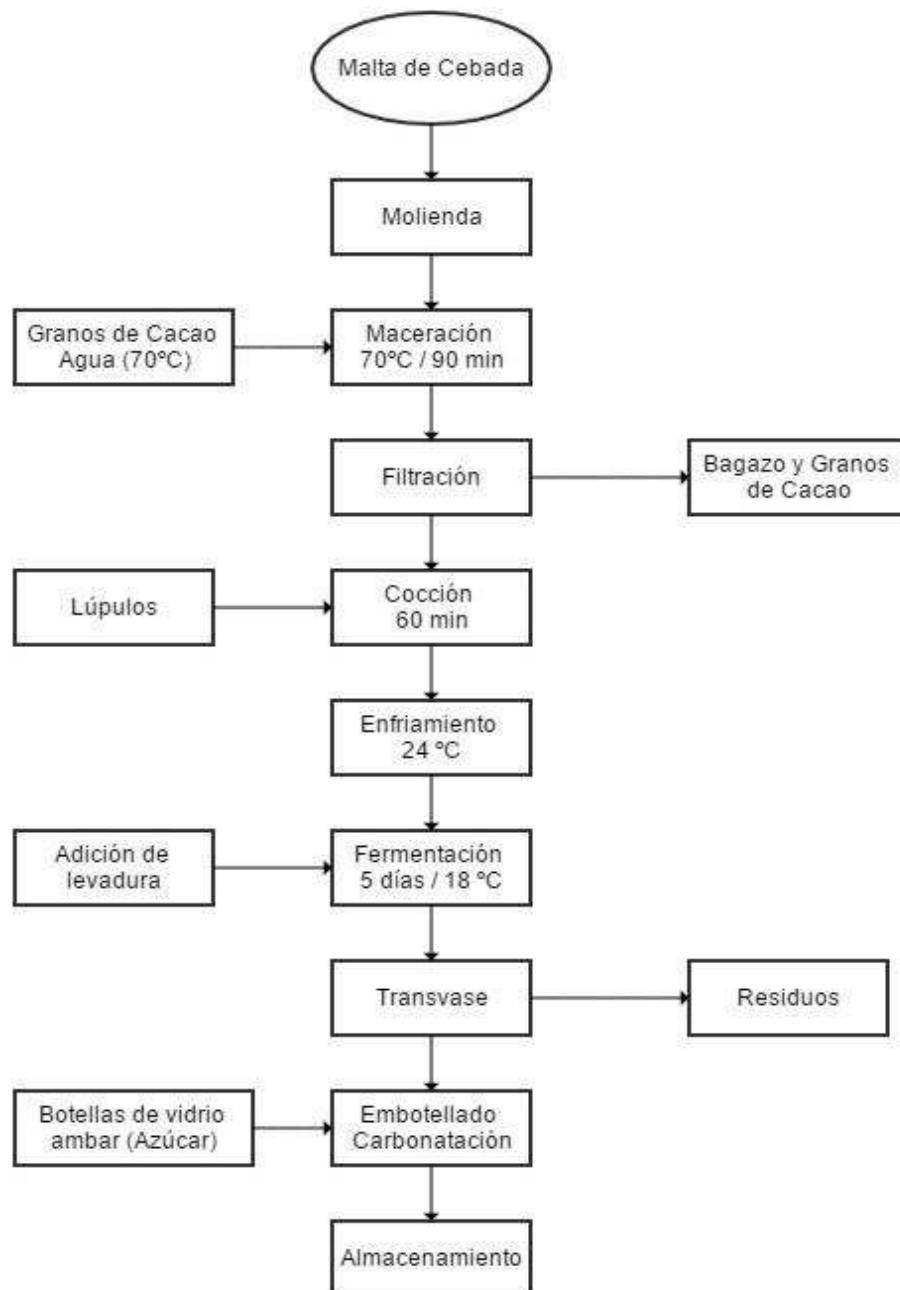 Malta de Cebada
Molienda
Granos de Cacao
Agua (70ºC)
Maceración
70ºC / 90 min
Filtración
Bagazo y Granos
de Cacao
Lúpulos
Cocción
60 min
Enfriamiento
24 ºC
Adición de
levadura
Fermentación
5 días / 18 ºC
Transvase
Residuos
Botellas de vidrio
ambar (Azúcar)
Embotellado
Carbonatación
Almacenamiento